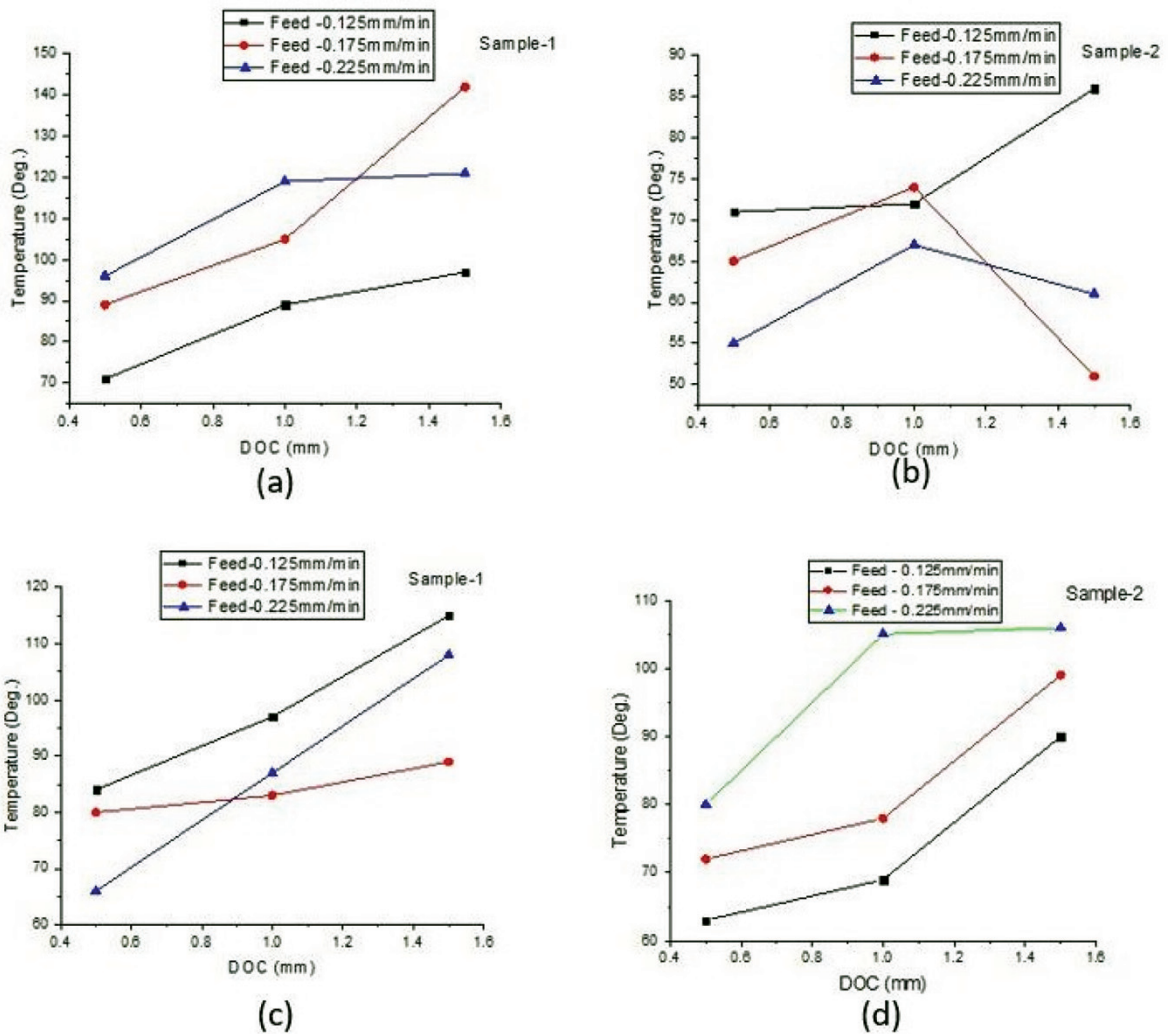 Feed -0.125mm/min
Feed -0.175mm/min
Feed -0.225mm/min
Sample-1
150
140
130
120
110
100
90
80
70
Temperature (Deg.)
0.4 0.6 0.8 1.0 1.2 1.4 1.6
DOC (mm)
(a)
Feed-0.125mm/min
Feed-0.175mm/min
Feed-0.225mm/min
Sample-2
90
85
80
75
70
65
60
55
50
Temperature (Deg.)
0.4 0.6 0.8 1.0 1.2 1.4 1.6
DOC (mm)
(b)
Feed-0.125mm/min
Feed-0.175mm/min
Feed-0.225mm/min
Sample-1
120
110
100
90
80
70
60
Temperature (Deg.)
0.4 0.6 0.8 1.0 1.2 1.4 1.6
DOC (mm)
(c)
Feed - 0.125mm/min
Feed - 0.175mm/min
Feed - 0.225mm/min
Sample-2
110
100
90
80
70
60
Temperature (Deg.)
0.4 0.6 0.8 1.0 1.2 1.4 1.6
DOC (mm)
(d)